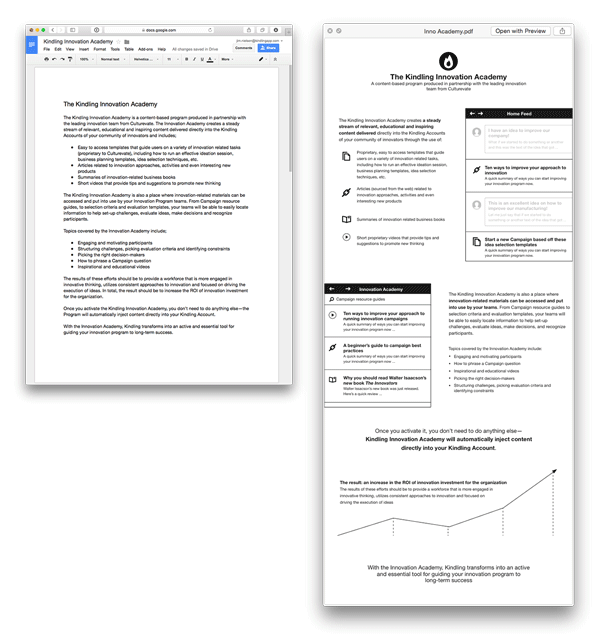 docs.google.com
Kindling Innovation Academy
File Edit View Insert Format Tools Table Add-ons Help All changes saved in Drive
Comments
Share
100% Normal text Helvetica ... 10 More
The Kindling Innovation Academy
The Kindling Innovation Academy is a content-based program produced in partnership with
the leading innovation team from Culturevate. The Innovation Academy creates a steady
stream of relevant, educational and inspiring content delivered directly into the Kindling
Accounts of your community of innovators and includes;
● Easy to access templates that guide users on a variety of innovation related tasks
(proprietary to Culturevate), including how to run an effective ideation session,
business planning templates, idea selection techniques, etc.
● Articles related to innovation approaches, activities and even interesting new
products
● Summaries of innovation-related business books
● Short videos that provide tips and suggestions to promote new thinking
The Kindling Innovation Academy is also a place where innovation-related materials can be
accessed and put into use by your Innovation Program teams. From Campaign Resource
guides, to selection criteria and evaluation templates, your teams will be able to easily locate
information to help set-up challenges, evaluate ideas, make decisions and recognize
participants.
Topics covered by the Innovation Academy include;
● Engaging and motivating participants
● Structuring challenges, picking evaluation criteria and identifying constraints
● Picking the right decision-makers
● How to phrase a Campaign question
● Inspirational and educational videos
The results of these efforts should be to provide a workforce that is more engaged in
innovative thinking, utilizes consistent approaches to innovation and focused on driving the
execution of ideas. In total, the result should be to increase the ROI of innovation investment
for the organization.
Once you activate the Kindling Innovation Academy, you don't need to do anything else—the
Program will automatically inject content directly into your Kindling Account.
With the Innovation Academy, Kindling transforms into an active and essential tool for
guiding your innovation program to long-term success.
Inno Academy.pdf
Open with Preview
The Kindling Innovation Academy
A content-based program produced in partnership with the leading innovation
team from Culturevate
The Kindling Innovation Academy creates a steady
stream of relevant, educational and inspiring
content delivered directly into the Kindling Accounts
of your community of innovators through the use of:
Proprietary, easy to access templates that guide
users on a variety of innovation related tasks,
including how to run an effective ideation session,
business planning templates, idea selection
techniques, etc.
Articles (sourced from the web) related to
innovation approaches, activities and even
interesting new products
Summaries of innovation related business books
Short proprietary videos that provide tips and
suggestions to promote new thinking
Home Feed
I have an idea to improve our
company!
Ten ways to improve your approach to
innovation
A quick summary of ways you can start improving
your innovation program now.
This is an excellent idea on how to
improve our manufacturing!
Start a new Campaign based off these
idea selection templates
A quick summary of ways you can start improving
your innovation program now.
Innovation Academy
Campaign resource guides
Ten ways to improve your approach to
running innovation campaigns
A quick summary of ways you can start improving
your innovation program now ...
A beginner's guide to campaign best
practices
A quick summary of ways you can start improving
your innovation program now ...
Why you should read Walter Isaacson's
new book The Innovators
Walter Isaacson's new book was just released.
Here's a quick review ...
The Kindling Innovation Academy is also a place where
innovation-related materials can be accessed and put
into use by your teams. From Campaign Resource guides to
selection criteria and evaluation templates, your teams will
be able to easily locate information to help set-up
challenges, evaluate ideas, make decisions, and recognize
participants.
Topics covered by the Innovation Academy include:
• Engaging and motivating participants
• How to phrase a Campaign question
• Inspirational and educational videos
• Picking the right decision-makers
• Structuring challenges, picking evaluation criteria and
identifying constraints
Once you activate it, you don't need to do anything else—
Kindling Innovation Academy will automatically inject content
directly into your Kindling Account.
The result: an increase in the ROI of innovation investment for the organization
The results of these efforts should be to provide a workforce that is more engaged in
innovative thinking, utilizes consistent approaches to innovation and focused on
driving the execution of ideas
With the Innovation Academy, Kindling transforms into an active
and essential tool for guiding your innovation program to
long-term success